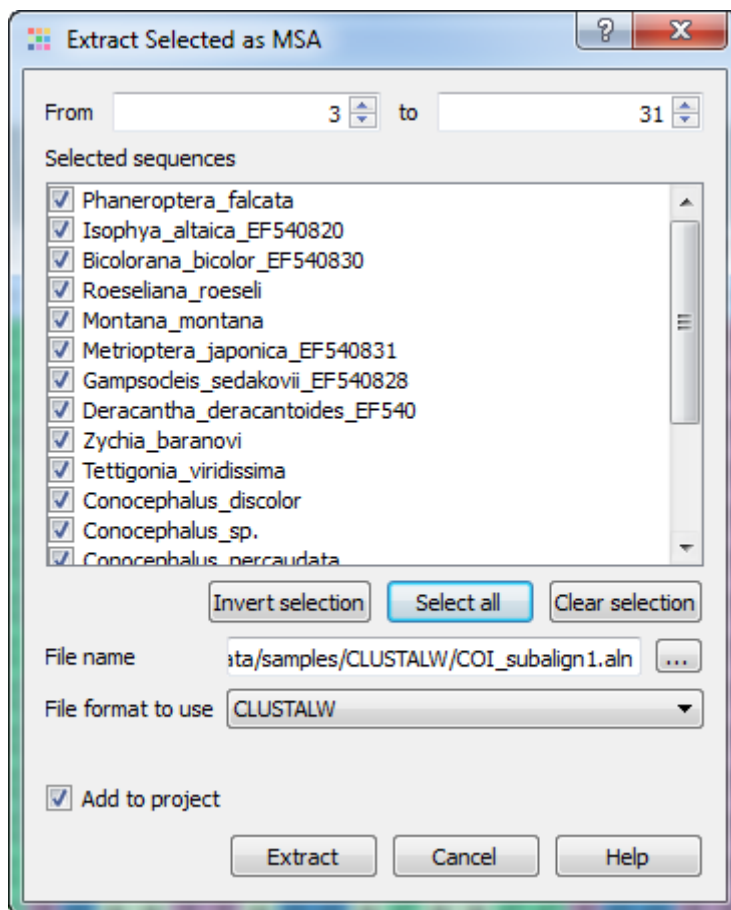 Extract Selected as MSA
From 3 to 31
Selected sequences
Phaneroptera_falcata
Isophya_altaica_EF540820
Bicolorana_bicolor_EF540830
Roeseliana_roeseli
Montana_montana
Metrioptera_japonica_EF540831
Gampsocleis_sedakovii_EF540828
Deracantha_deracantoides_EF540
Zychia_baranovi
Tettigonia_viridissima
Conocephalus_discolor
Conocephalus_sp.
Conocephalus_percaudata
Invert selection Select all Clear selection
File name ata/samples/CLUSTALW/COI_subalign1.aln ...
File format to use CLUSTALW
Add to project
Extract Cancel Help